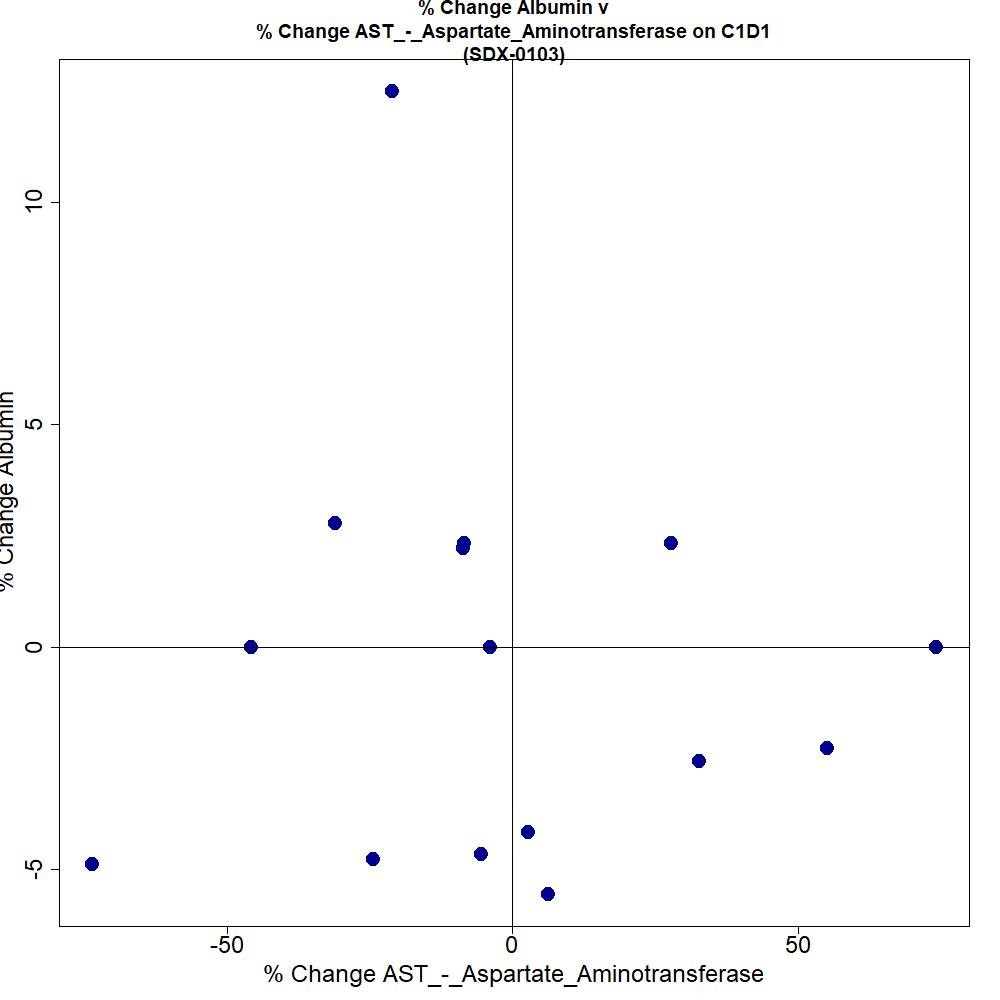 % Change Albumin v
% Change AST_-_Aspartate_Aminotransferase on C1D1
(SDX-0103)
% Change Albumin
10
5
0
-5
-50
0
50
% Change AST_-_Aspartate_Aminotransferase